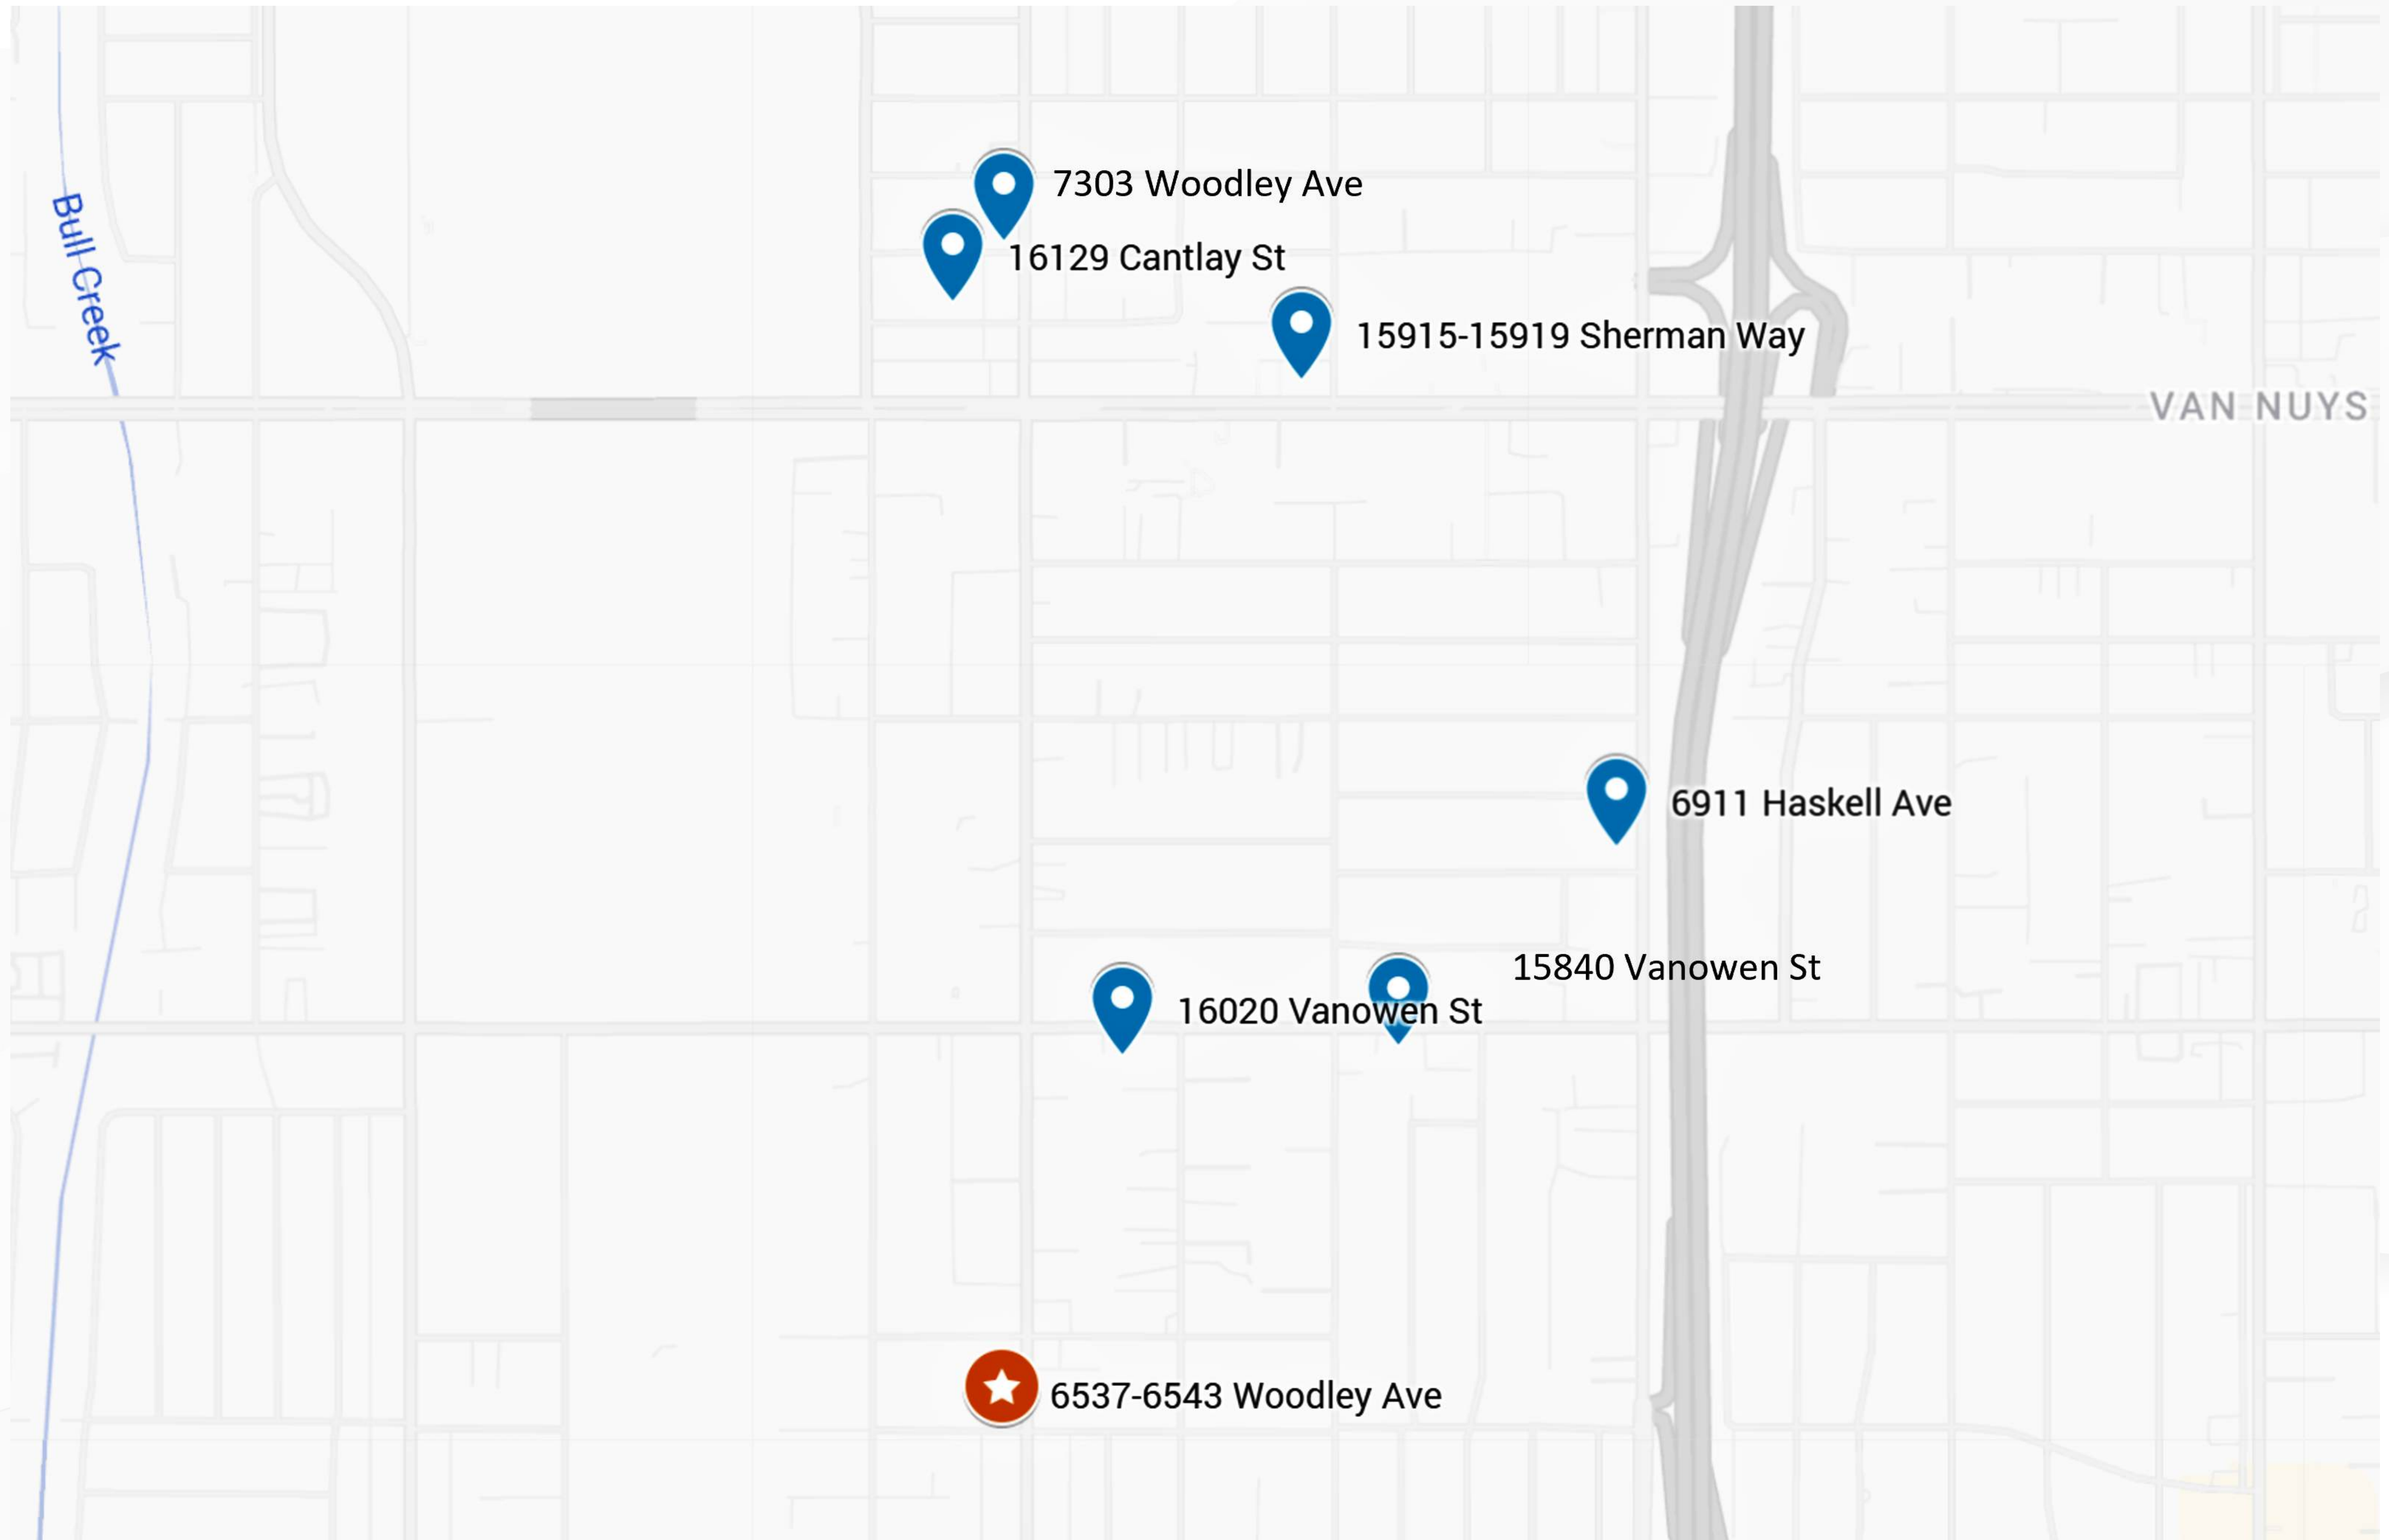 7303 Woodley Ave
16129 Cantlay St
Bull Creek
15915-15919 Sherman Way
VAN NUYS
6911 Haskell Ave
15840 Vanowen St
16020 Vanowen St
6537-6543 Woodley Ave